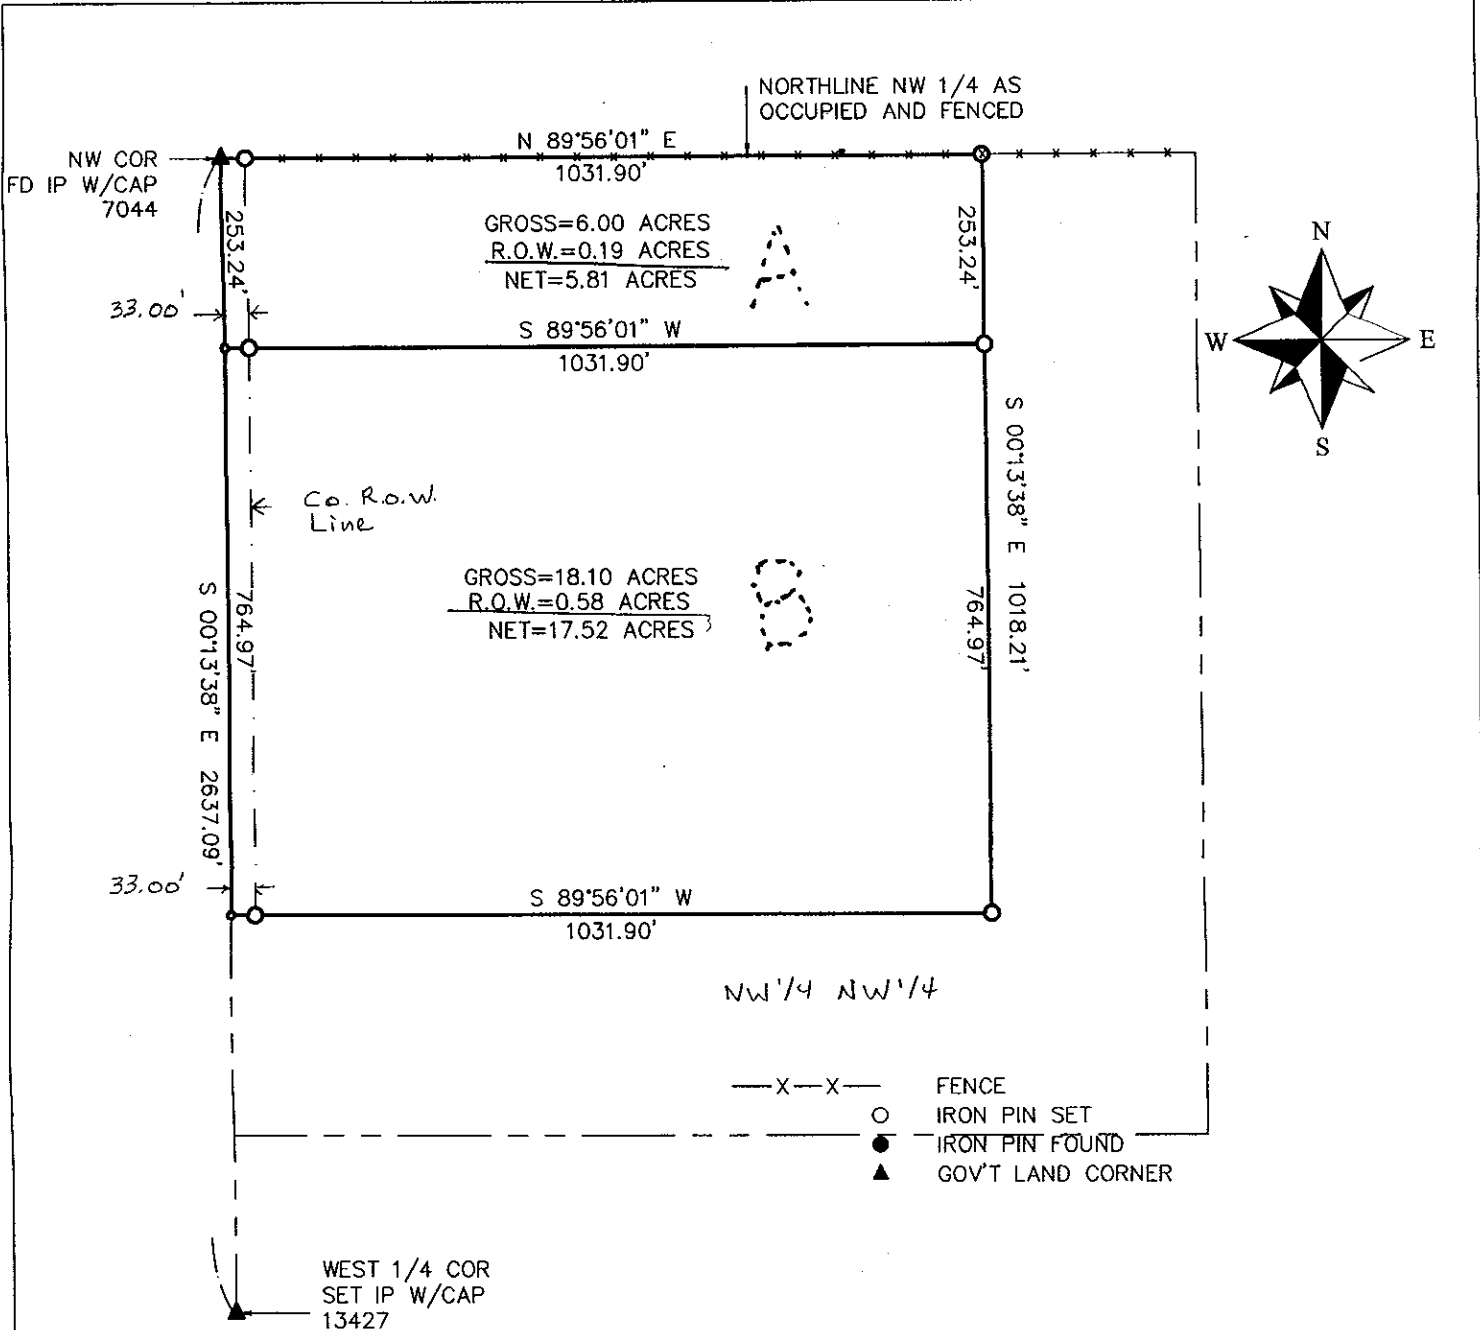 NORTHLINE NW 1/4 AS
OCCUPIED AND FENCED
N 89°56'01" E
1031.90'
NW COR
FD IP W/CAP
7044
253.24'
GROSS=6.00 ACRES
R.O.W.=0.19 ACRES
NET=5.81 ACRES
A
253.24'
N
W
E
S
33.00'
S 89°56'01" W
1031.90'
S 00°13'38" E 1018.21'
Co. R.O.W.
Line
GROSS=18.10 ACRES
R.O.W.=0.58 ACRES
NET=17.52 ACRES
B
764.97'
764.97'
S 00°13'38" E 2637.09'
33.00'
S 89°56'01" W
1031.90'
NW 1/4 NW 1/4
X X FENCE
IRON PIN SET
IRON PIN FOUND
GOV'T LAND CORNER
WEST 1/4 COR
SET IP W/CAP
13427